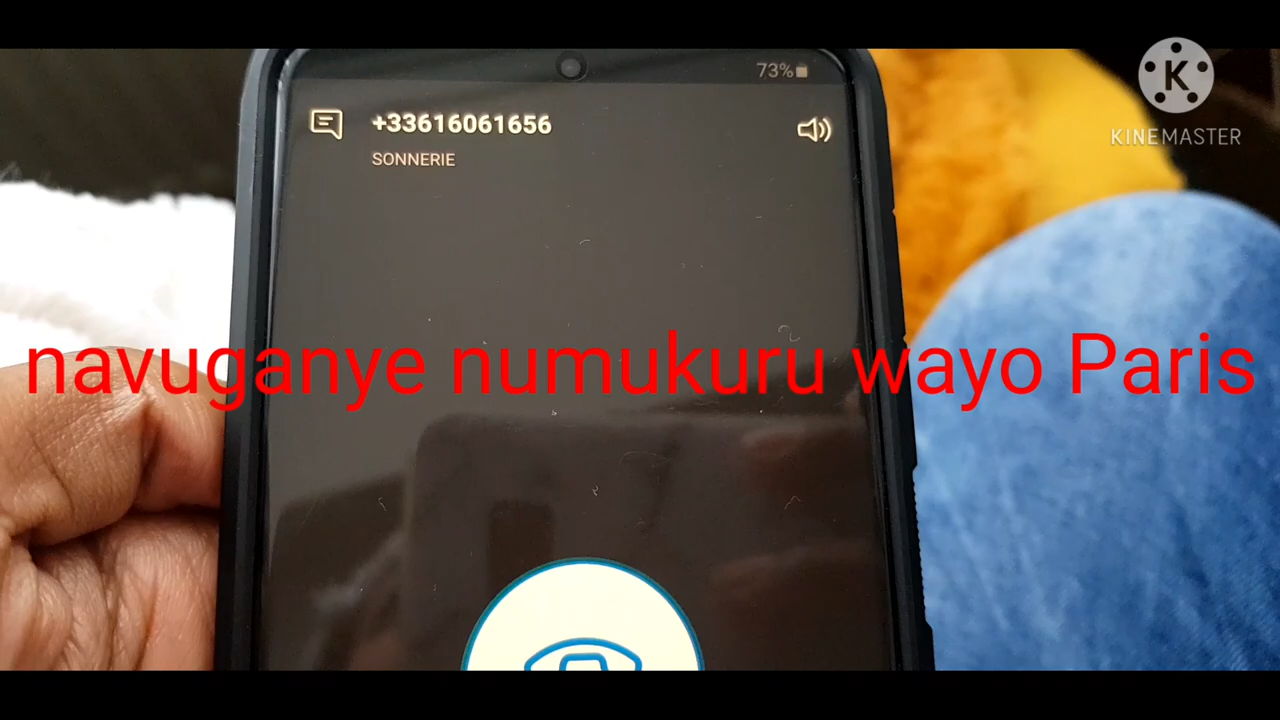 73%
+33616061656
SONNERIE
K
KINEMASTER
navuganye numukuru wayo Paris